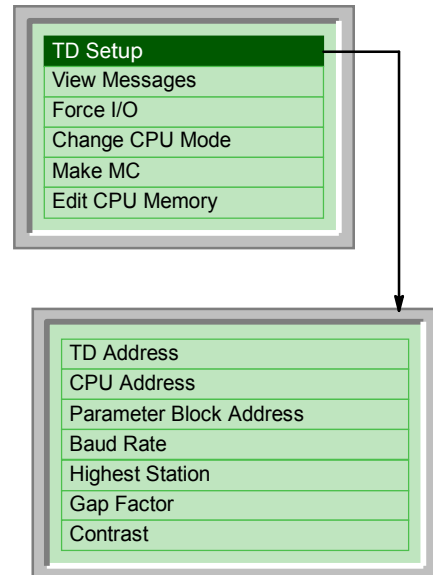 TD Setup
View Messages
Force I/O
Change CPU Mode
Make MC
Edit CPU Memory
TD Address
CPU Address
Parameter Block Address
Baud Rate
Highest Station
Gap Factor
Contrast